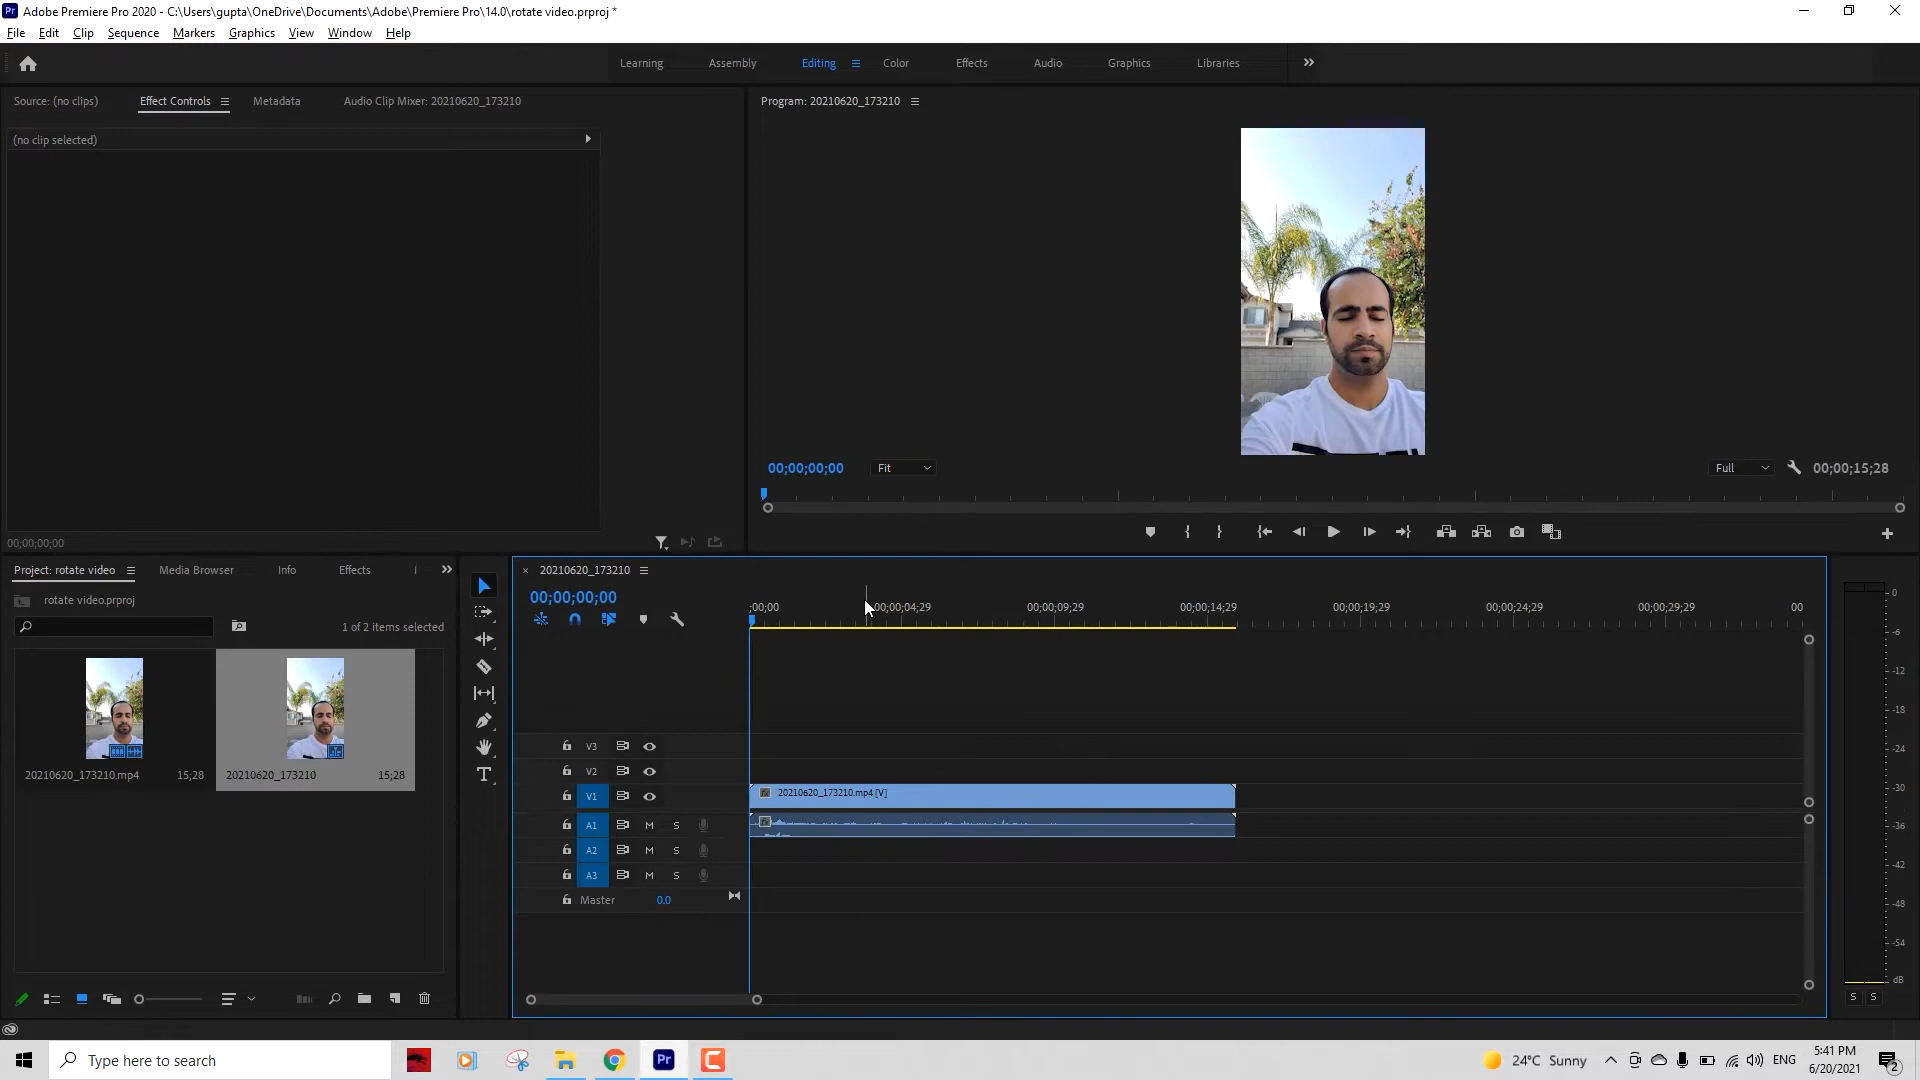 Pr Adobe Premiere Pro 2020 - C:\Users\gupta\OneDrive\Documents\Adobe\Premiere Pro\14.0\rotate video.prproj *
File Edit Clip Sequence Markers Graphics View Window Help
Learning Assembly Editing Color Effects Audio Graphics Libraries
Source: (no clips) Effect Controls Metadata Audio Clip Mixer: 20210620_173210
(no clip selected)
00;00;00;00
Program: 20210620_173210
00;00;00;00 Fit Full 00;00;15;28
Project: rotate video Media Browser Info Effects
rotate video.prproj
1 of 2 items selected
20210620_173210.mp4 15;28 20210620_173210 15;28
T
20210620_173210
00;00;00;00
;00;00 00;00;04;29 00;00;09;29 00;00;14;29 00;00;19;29 00;00;24;29 00;00;29;29 00
V3
V2
V1 20210620_173210.mp4 [V]
A1 M S
A2 M S
A3 M S
Master 0.0
0
-6
-12
-18
-24
-30
-36
-42
-48
-54
dB
S S
Type here to search Pr 24°C Sunny ENG 5:41 PM
6/20/2021
2